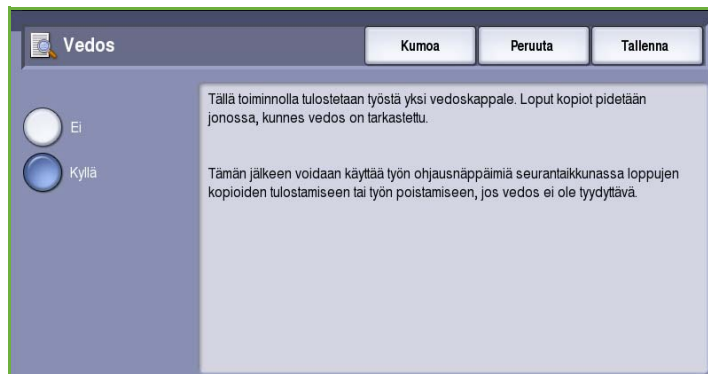 Vedos
Kumoa
Peruuta
Tallenna
Ei
Kyllä
Tällä toiminnolla tulostetaan työstä yksi vedoskappale. Loput kopiot pidetään
jonossa, kunnes vedos on tarkastettu.
Tämän jälkeen voidaan käyttää työn ohjausnäppäimiä seurantaikkunassa loppujen
kopioiden tulostamiseen tai työn poistamiseen, jos vedos ei ole tyydyttävä.